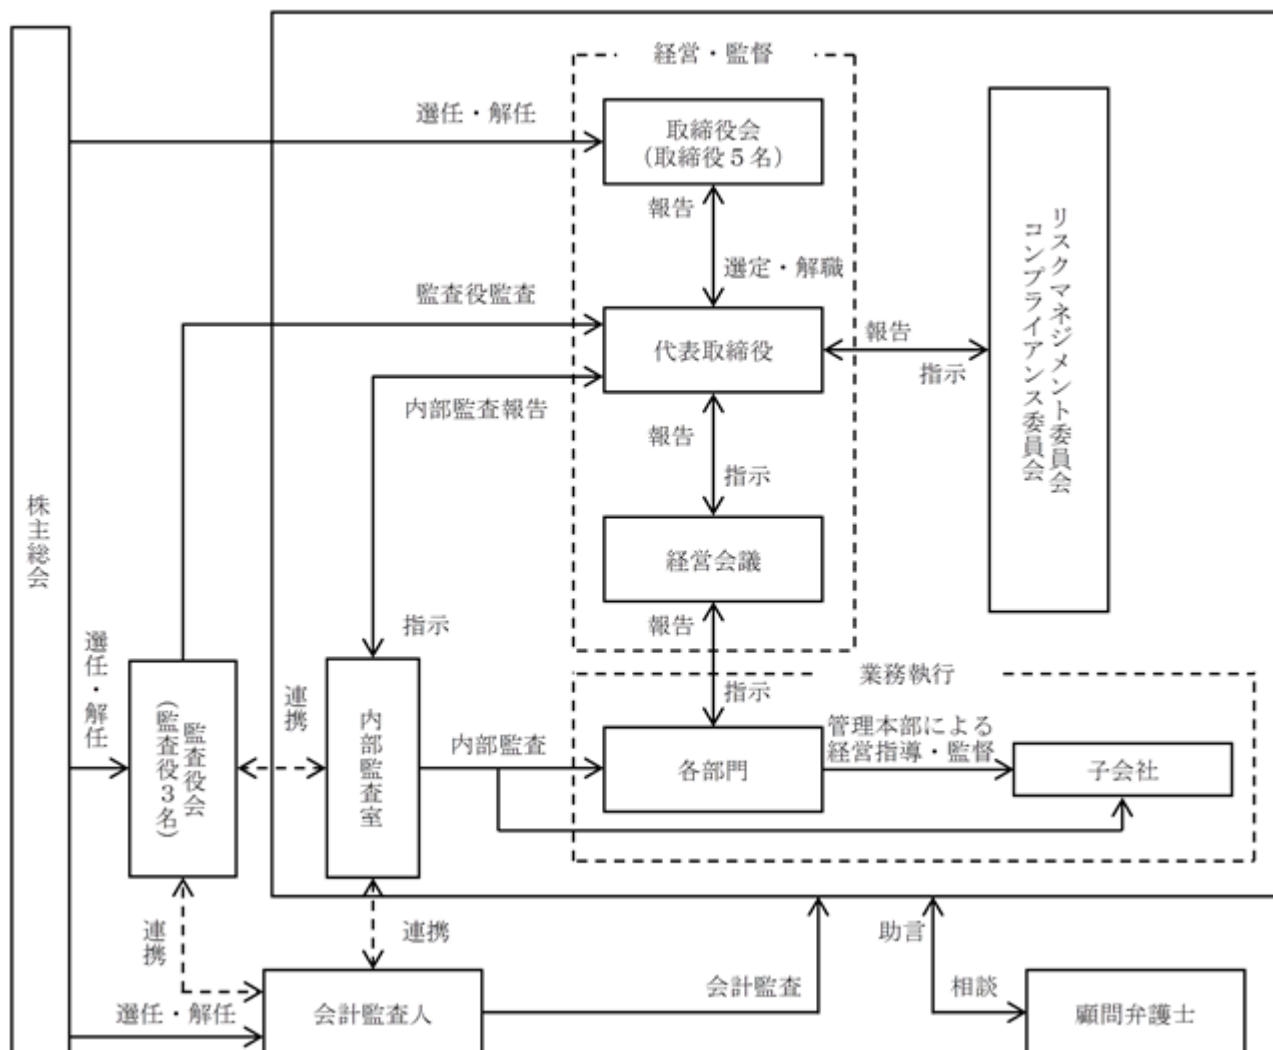 経営・監督
選任・解任
取締役会
(取締役5名)
報告
選定・解職
監査役監査
代表取締役
報告
指示
内部監査報告
報告
指示
経営会議
リスクマネジメント委員会
コンプライアンス委員会
株主総会
指示
報告
選任・解任
監査役会
(監査役3名)
連携
内部監査室
内部監査
業務執行
指示
各部門
管理本部による
経営指導・監督
子会社
連携
連携
選任・解任
会計監査人
会計監査
助言
相談
顧問弁護士